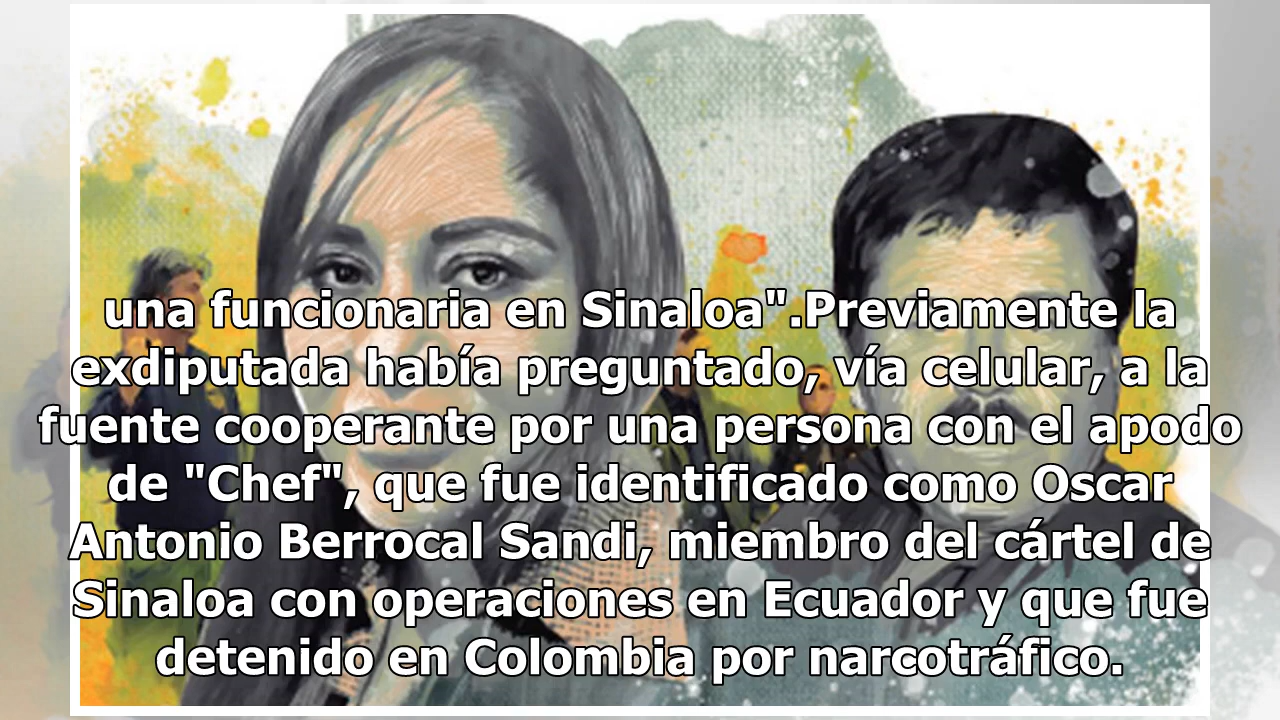 una funcionaria en Sinaloa".Previamente la
exdiputada había preguntado, vía celular, a la
fuente cooperante por una persona con el apodo
de "Chef", que fue identificado como Oscar
Antonio Berrocal Sandi, miembro del cártel de
Sinaloa con operaciones en Ecuador y que fue
detenido en Colombia por narcotráfico.